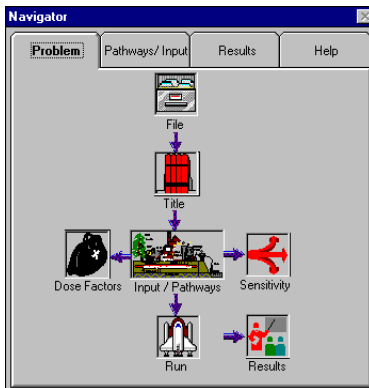 Navigator
Problem Pathways/Input Results Help
File
Title
Dose Factors Input / Pathways Sensitivity
Run Results